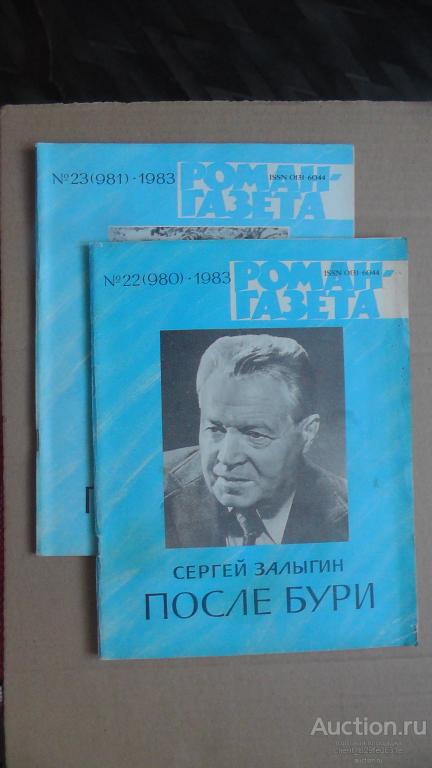 №23(981)·1983
РОМАН-
ГАЗЕТА
ISSN 0131-6044
№22(980)·1983
РОМАН-
ГАЗЕТА
ISSN 0131-6044
СЕРГЕЙ ЗАЛЫГИН
ПОСЛЕ БУРИ
Auction.ru